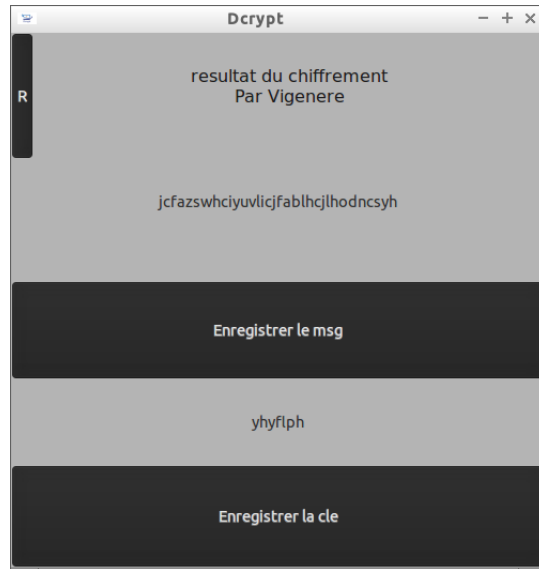 Dcrypt
R
resultat du chiffrement
Par Vigenere
jcfazswhciyuvlicjfablhcjlhodncsyh
Enregistrer le msg
yhyflph
Enregistrer la cle